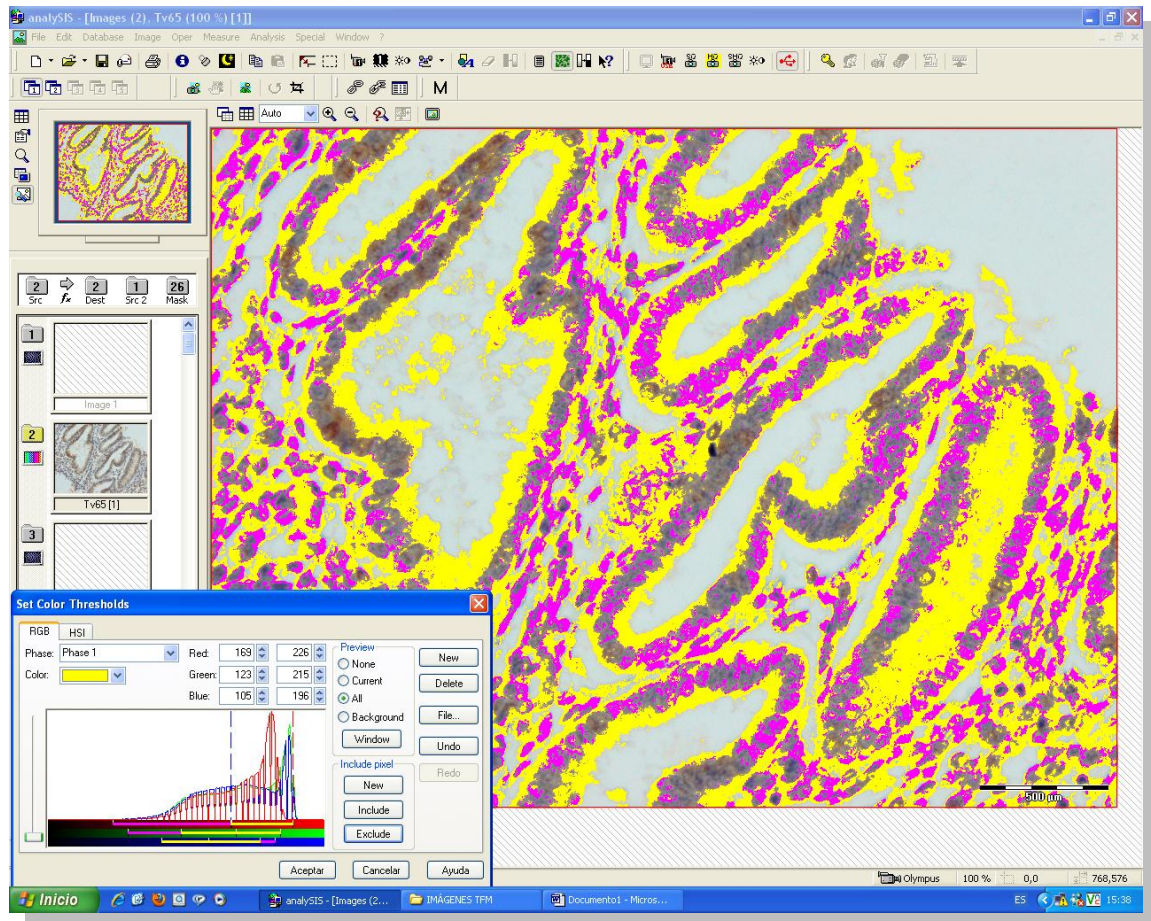 analySIS - [Images (2), Tv65 (100 %) [1]]
File Edit Database Image Oper Measure Analysis Special Window ?
M
Auto
2 2 1 26
Src fx Dest Src 2 Mask
1
Image 1
2
Tv65 [1]
3
500 µm
Set Color Thresholds
RGB HSI
Phase: Phase 1
Color:
Red: 169 226
Green: 123 215
Blue: 105 196
Preview
None
Current
All
Background
Window
Include pixel
New
Include
Exclude
New
Delete
File...
Undo
Redo
Aceptar Cancelar Ayuda
Olympus 100 % 0,0 768,576
Inicio analySIS - [Images (2... IMÁGENES TFM Documento1 - Micros... ES 15:38